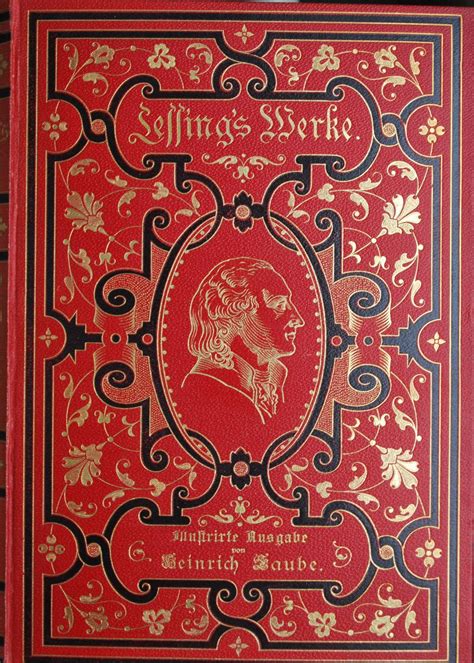 Lessing's Werke.
Illustrirte Ausgabe
von
Heinrich Laube.